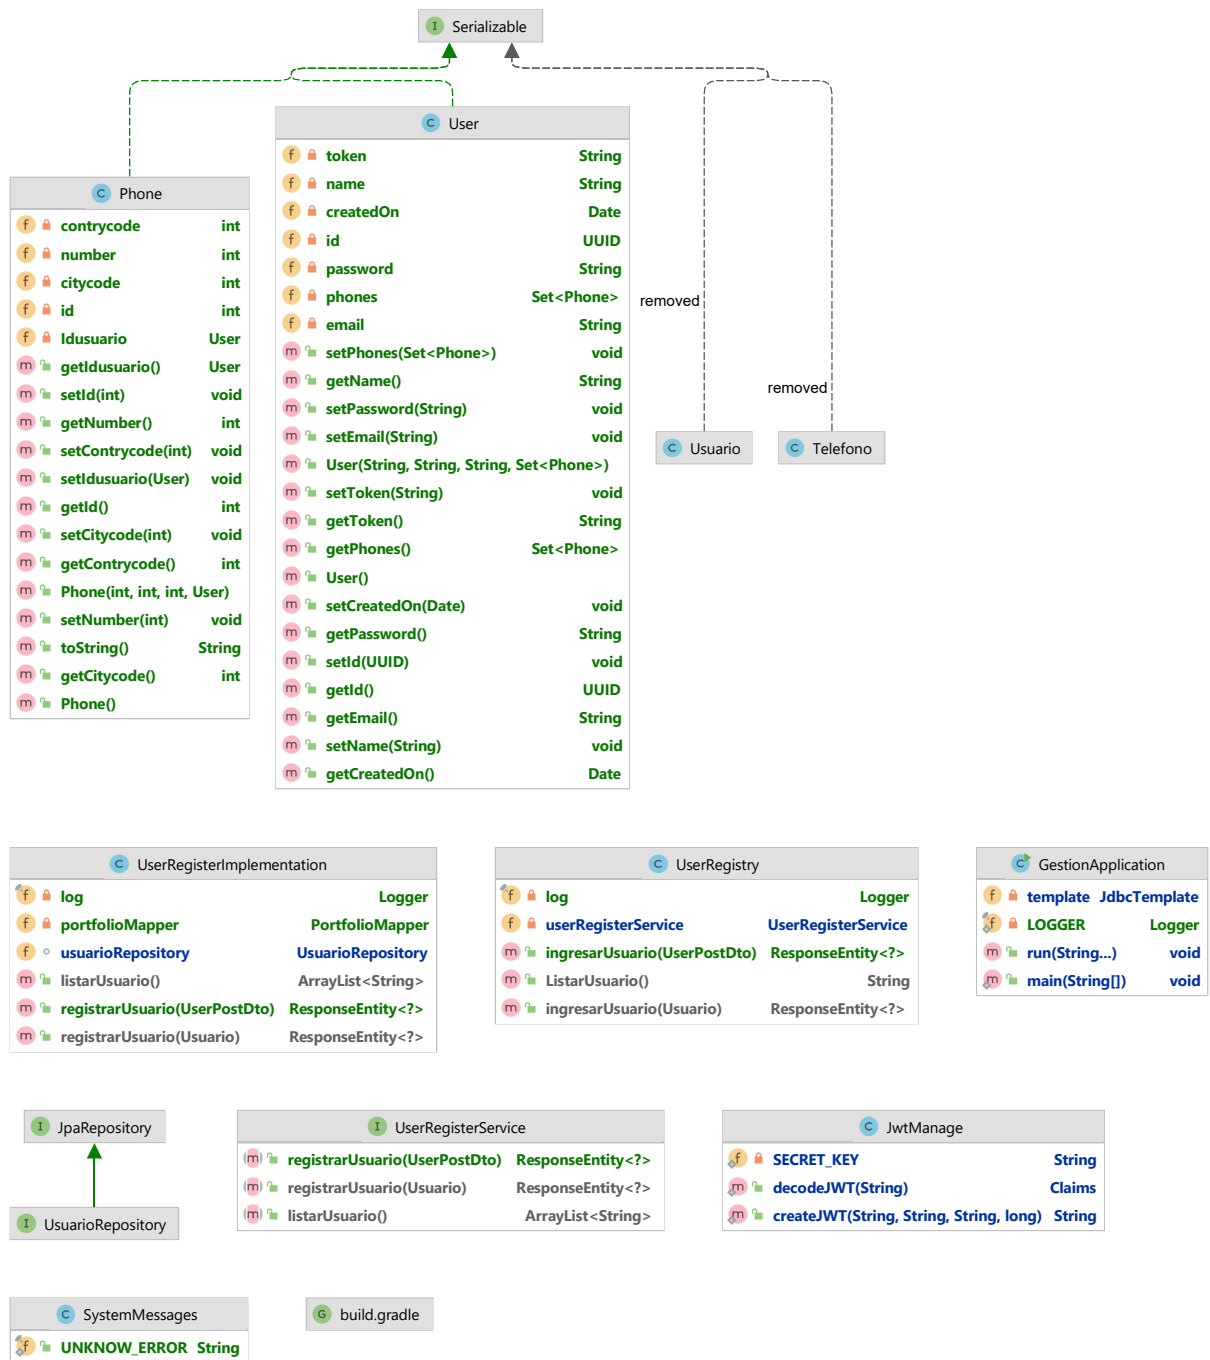 Serializable
User
token String
name String
createdOn Date
id UUID
password String
phones Set<Phone>
email String
setPhones(Set<Phone>) void
getName() String
setPassword(String) void
setEmail(String) void
User(String, String, String, Set<Phone>)
setToken(String) void
getToken() String
getPhones() Set<Phone>
User()
setCreatedOn(Date) void
getPassword() String
setId(UUID) void
getId() UUID
getEmail() String
setName(String) void
getCreatedOn() Date
Phone
contrycode int
number int
citycode int
id int
Idusuario User
getIdusuario() User
setId(int) void
getNumber() int
setContrycode(int) void
setIdusuario(User) void
getId() int
setCitycode(int) void
getContrycode() int
Phone(int, int, int, User)
setNumber(int) void
toString() String
getCitycode() int
Phone()
removed
removed
Usuario
Telefono
UserRegisterImplementation
log Logger
portfolioMapper PortfolioMapper
usuarioRepository UsuarioRepository
listarUsuario() ArrayList<String>
registrarUsuario(UserPostDto) ResponseEntity<?>
registrarUsuario(Usuario) ResponseEntity<?>
UserRegistry
log Logger
userRegisterService UserRegisterService
ingresarUsuario(UserPostDto) ResponseEntity<?>
ListarUsuario() String
ingresarUsuario(Usuario) ResponseEntity<?>
GestionApplication
template JdbcTemplate
LOGGER Logger
run(String...) void
main(String[]) void
JpaRepository
UsuarioRepository
UserRegisterService
registrarUsuario(UserPostDto) ResponseEntity<?>
registrarUsuario(Usuario) ResponseEntity<?>
listarUsuario() ArrayList<String>
JwtManage
SECRET_KEY String
decodeJWT(String) Claims
createJWT(String, String, String, long) String
SystemMessages
UNKNOW_ERROR String
build.gradle